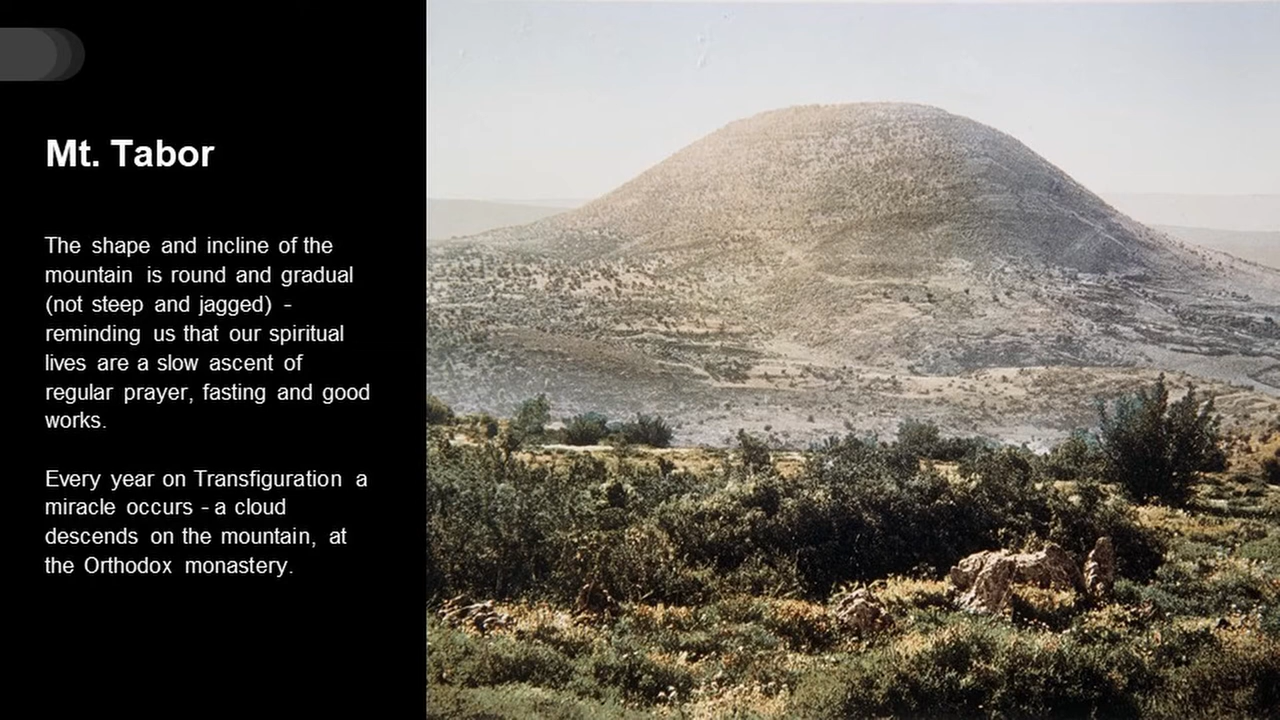 Mt. Tabor
The shape and incline of the
mountain is round and gradual
(not steep and jagged) -
reminding us that our spiritual
lives are a slow ascent of
regular prayer, fasting and good
works.
Every year on Transfiguration a
miracle occurs - a cloud
descends on the mountain, at
the Orthodox monastery.